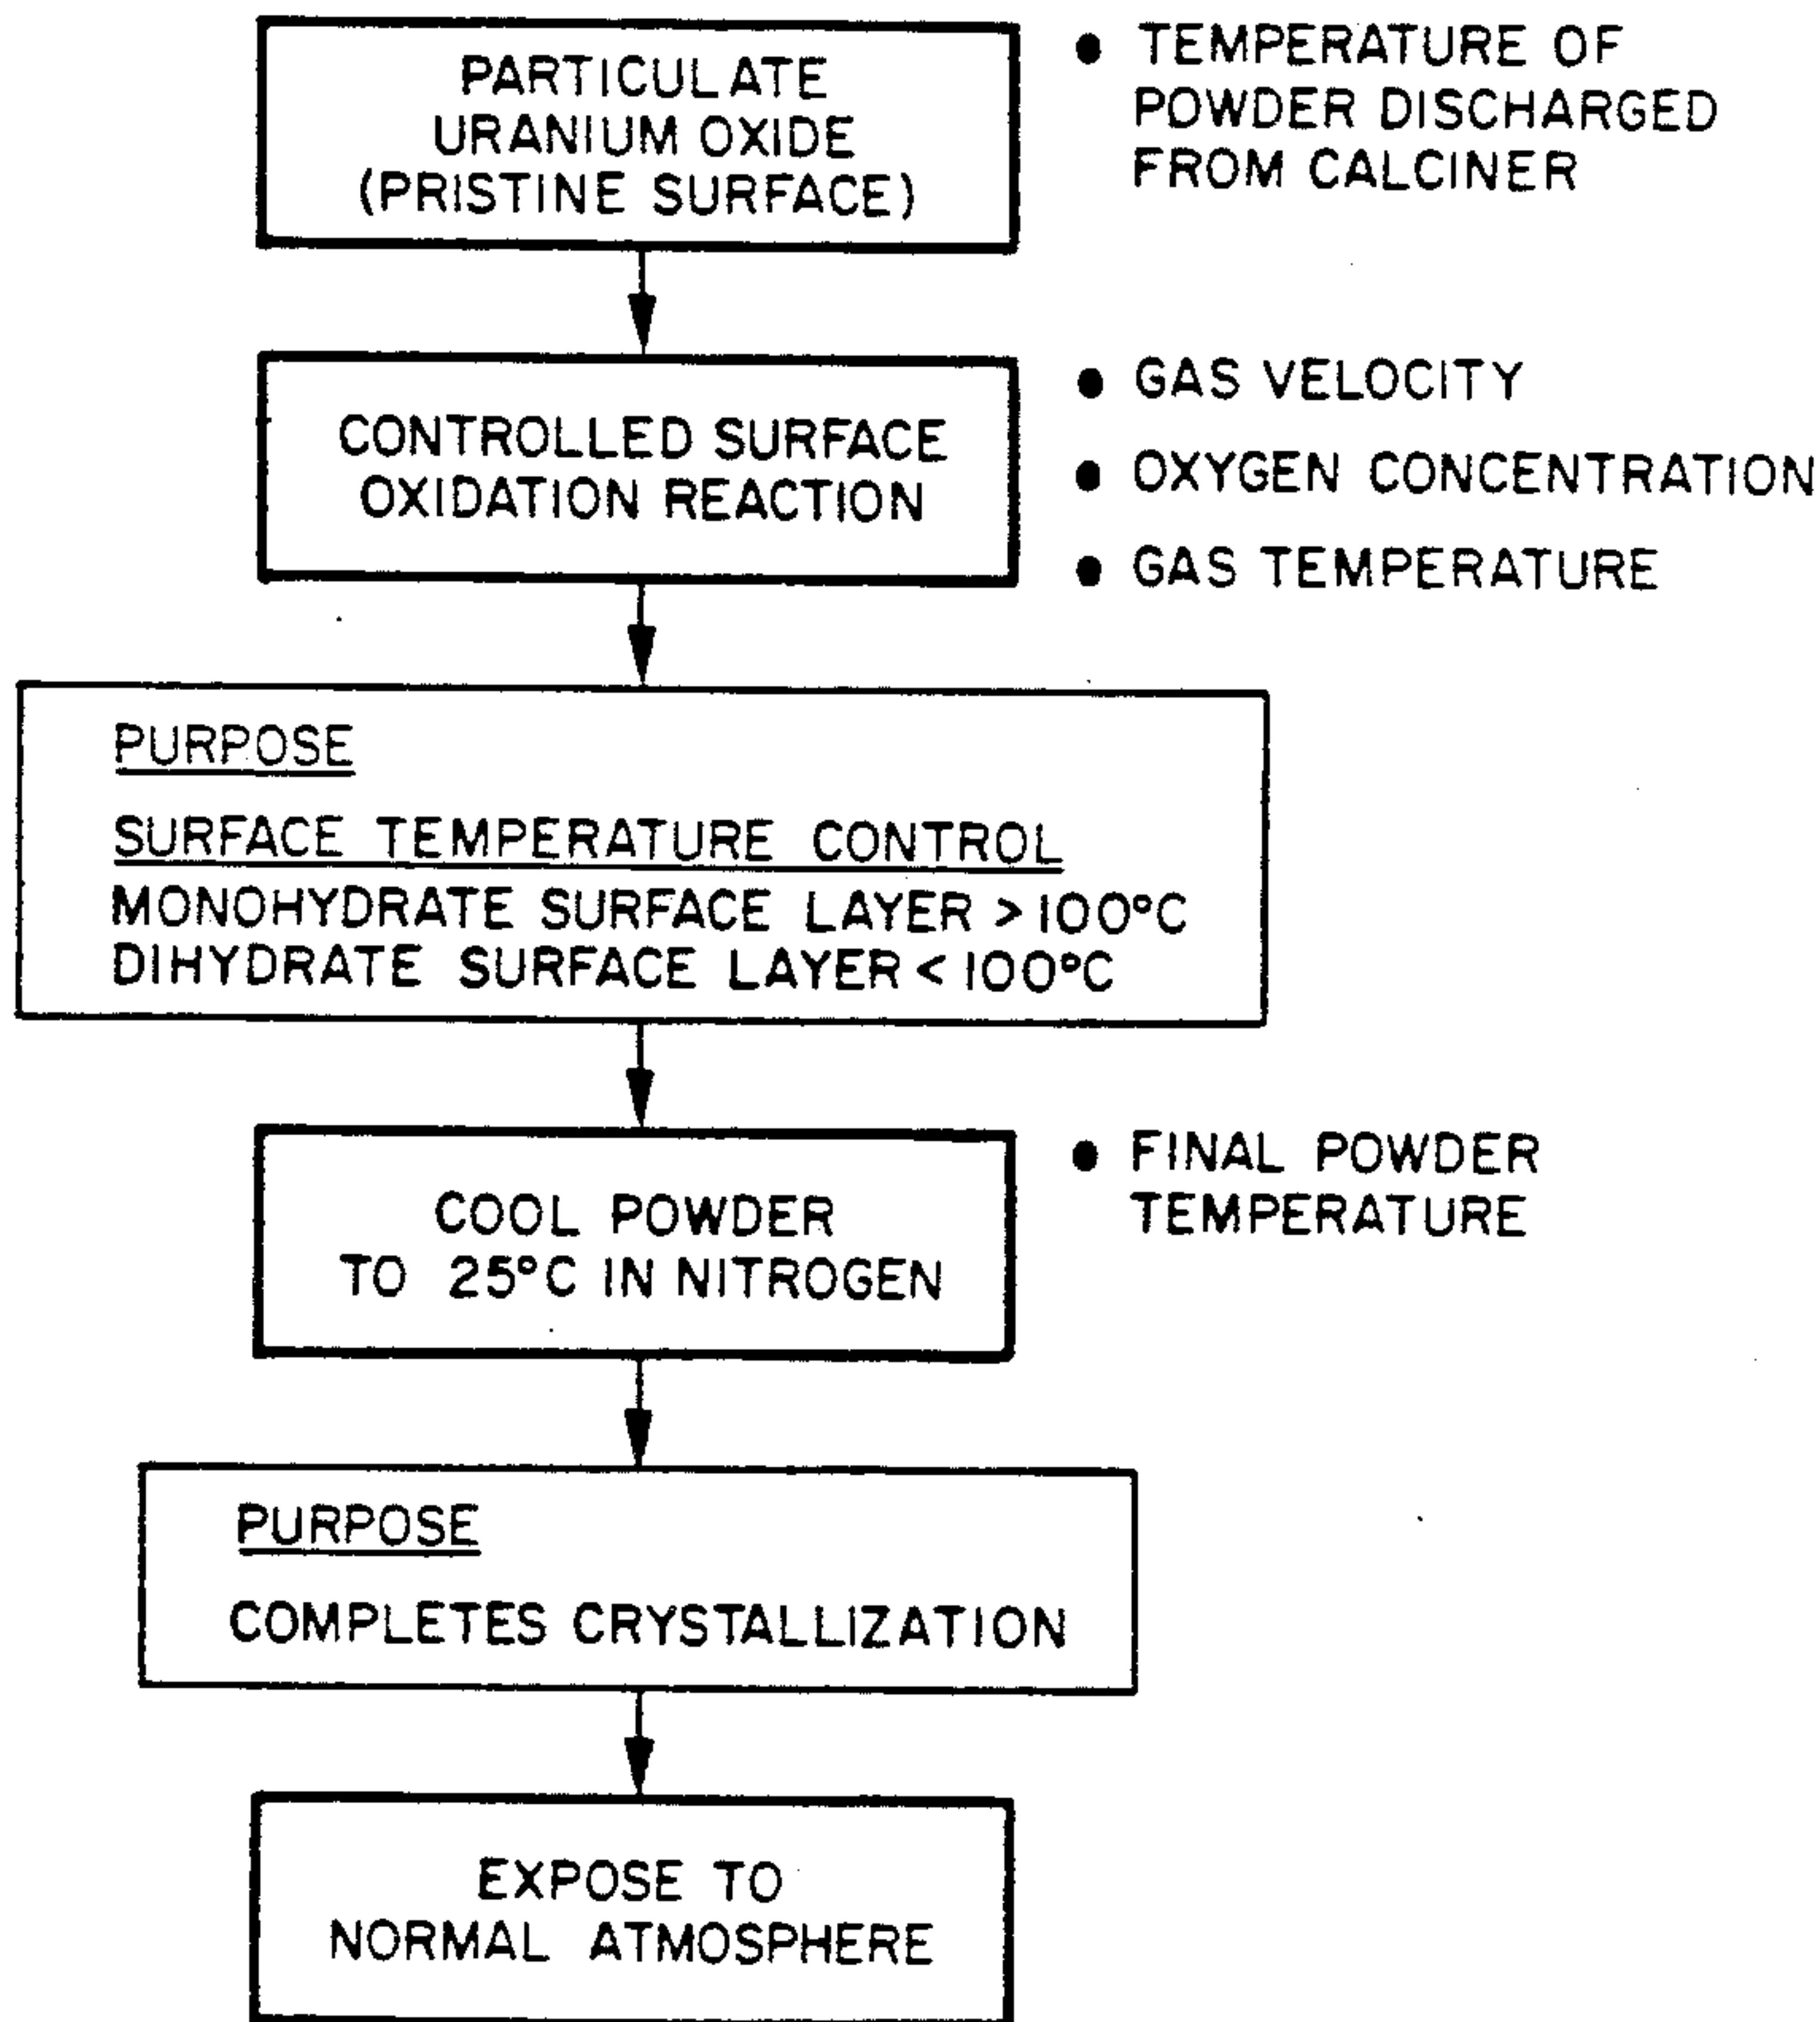 PARTICULATE
URANIUM OXIDE
(PRISTINE SURFACE)
● TEMPERATURE OF
POWDER DISCHARGED
FROM CALCINER
CONTROLLED SURFACE
OXIDATION REACTION
● GAS VELOCITY
● OXYGEN CONCENTRATION
● GAS TEMPERATURE
PURPOSE
SURFACE TEMPERATURE CONTROL
MONOHYDRATE SURFACE LAYER > 100°C
DIHYDRATE SURFACE LAYER < 100°C
COOL POWDER
TO 25°C IN NITROGEN
● FINAL POWDER
TEMPERATURE
PURPOSE
COMPLETES CRYSTALLIZATION
EXPOSE TO
NORMAL ATMOSPHERE